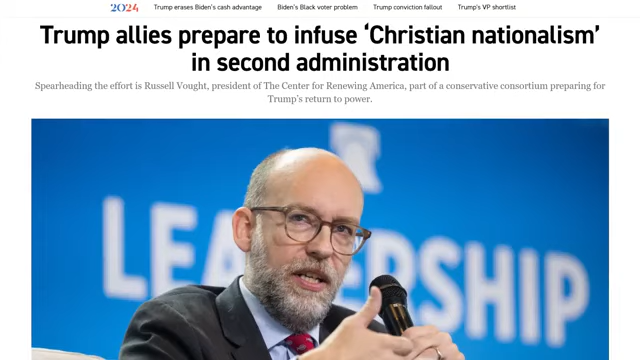 2024 Trump erases Biden's cash advantage Biden's Black voter problem Trump conviction fallout Trump's VP shortlist
Trump allies prepare to infuse ‘Christian nationalism’
in second administration
Spearheading the effort is Russell Vought, president of The Center for Renewing America, part of a conservative consortium preparing for
Trump’s return to power.
LEADERSHIP